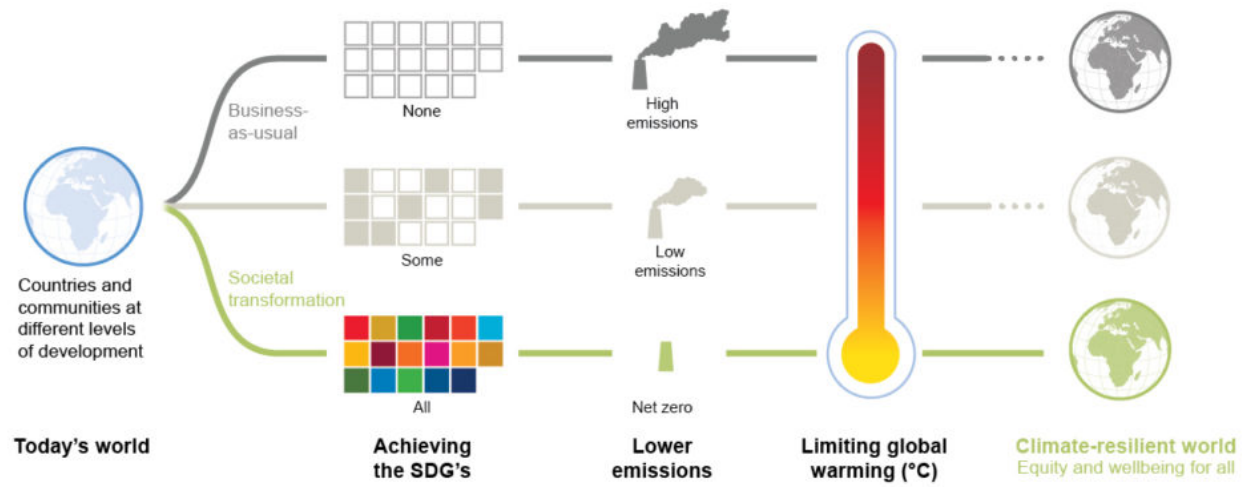 Business-
as-usual
None
High
emissions
Countries and
communities at
different levels
of development
Societal
transformation
Some
Low
emissions
All
Net zero
Today's world
Achieving
the SDG's
Lower
emissions
Limiting global
warming (°C)
Climate-resilient world
Equity and wellbeing for all